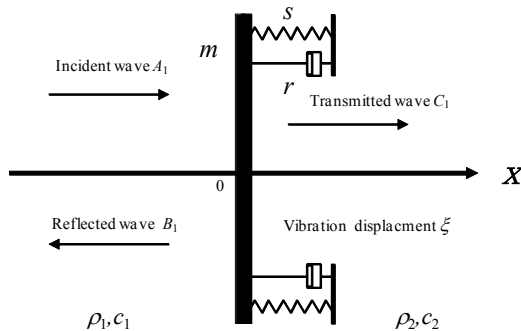 s
m
Incident wave A₁
r
Transmitted wave C₁
X
0
Reflected wave B₁
Vibration displacment ξ
ρ₁,c₁
ρ₂,c₂